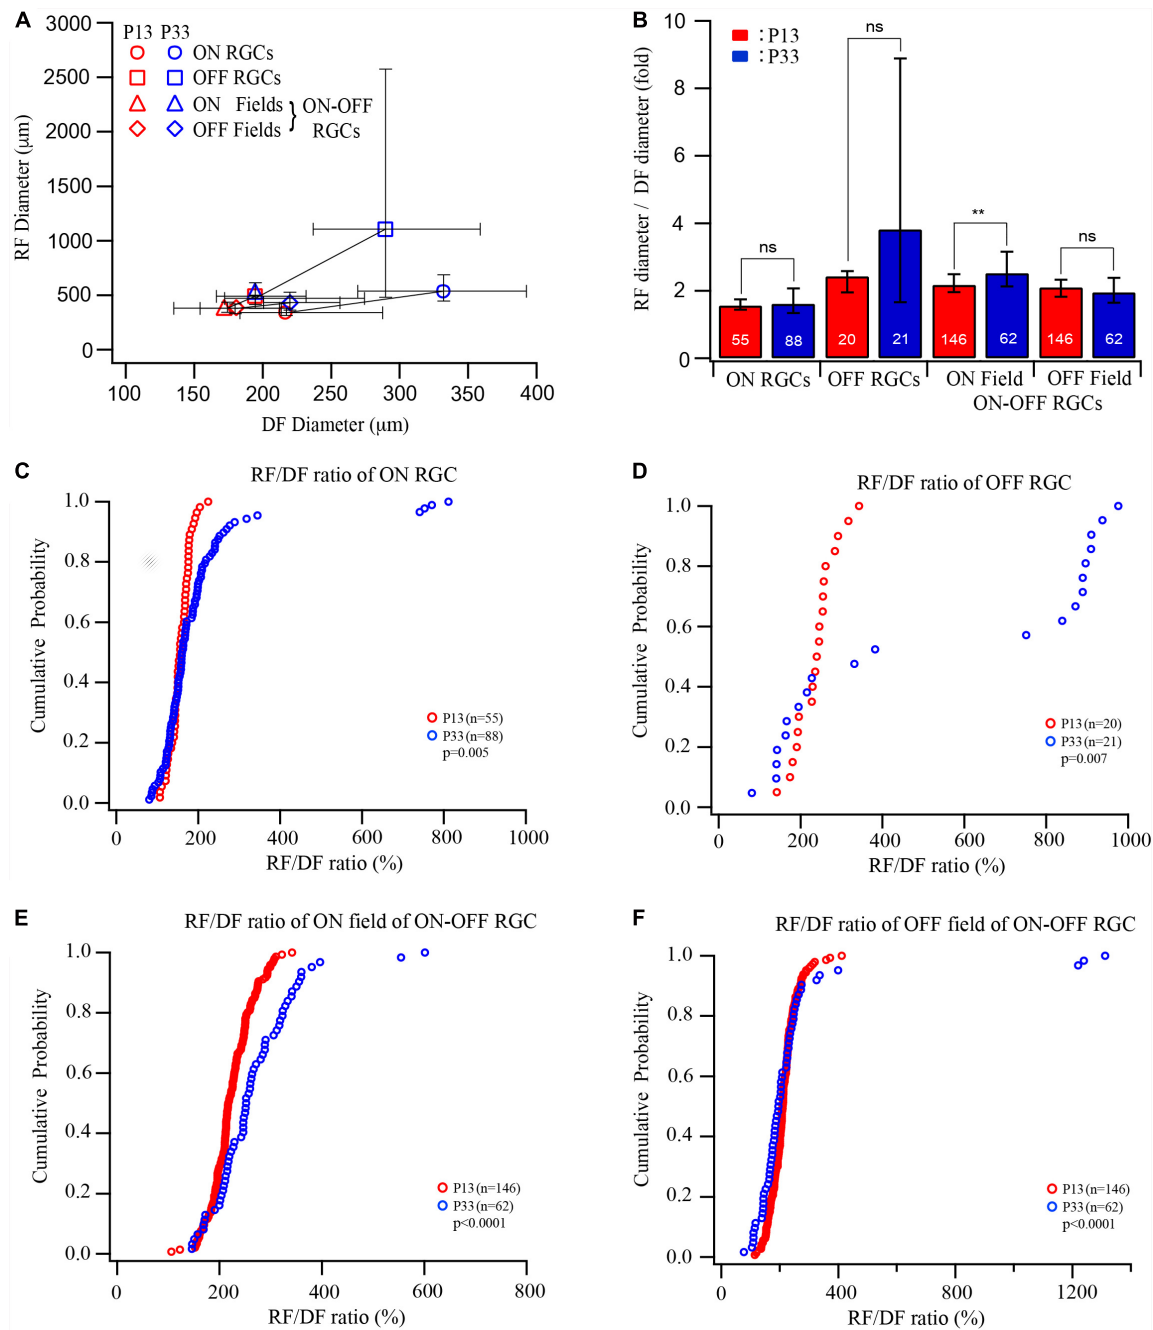 A
3000
2500
2000
1500
1000
500
0
RF Diameter (μm)
P13 P33
ON RGCs
OFF RGCs
ON Fields
OFF Fields
} ON-OFF
RGCs
100 150 200 250 300 350 400
DF Diameter (μm)
B
10
8
6
4
2
0
RF diameter / DF diameter (fold)
:P13
:P33
ns
ns
**
ns
55 88 20 21 146 62 146 62
ON RGCs OFF RGCs ON Field OFF Field
ON-OFF RGCs
C
RF/DF ratio of ON RGC
1.0
0.8
0.6
0.4
0.2
0.0
Cumulative Probability
P13(n=55)
P33(n=88)
p=0.005
0 200 400 600 800 1000
RF/DF ratio (%)
D
RF/DF ratio of OFF RGC
1.0
0.8
0.6
0.4
0.2
0.0
Cumulative Probability
P13(n=20)
P33(n=21)
p=0.007
0 200 400 600 800 1000
RF/DF ratio (%)
E
RF/DF ratio of ON field of ON-OFF RGC
1.0
0.8
0.6
0.4
0.2
0.0
Cumulative Probability
P13(n=146)
P33(n=62)
p<0.0001
0 200 400 600 800
RF/DF ratio (%)
F
RF/DF ratio of OFF field of ON-OFF RGC
1.0
0.8
0.6
0.4
0.2
0.0
Cumulative Probability
P13(n=146)
P33(n=62)
p<0.0001
0 400 800 1200
RF/DF ratio (%)